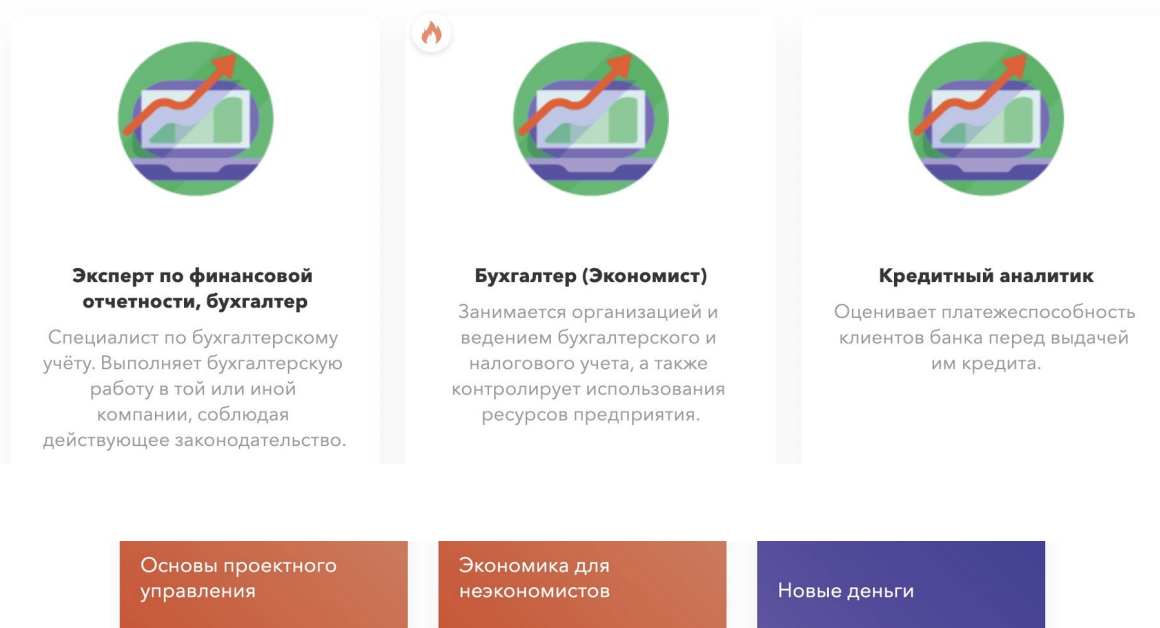 Эксперт по финансовой
отчетности, бухгалтер
Специалист по бухгалтерскому
учёту. Выполняет бухгалтерскую
работу в той или иной
компании, соблюдая
действующее законодательство.
Бухгалтер (Экономист)
Занимается организацией и
ведением бухгалтерского и
налогового учета, а также
контролирует использования
ресурсов предприятия.
Кредитный аналитик
Оценивает платежеспособность
клиентов банка перед выдачей
им кредита.
Основы проектного
управления
Экономика для
неэкономистов
Новые деньги